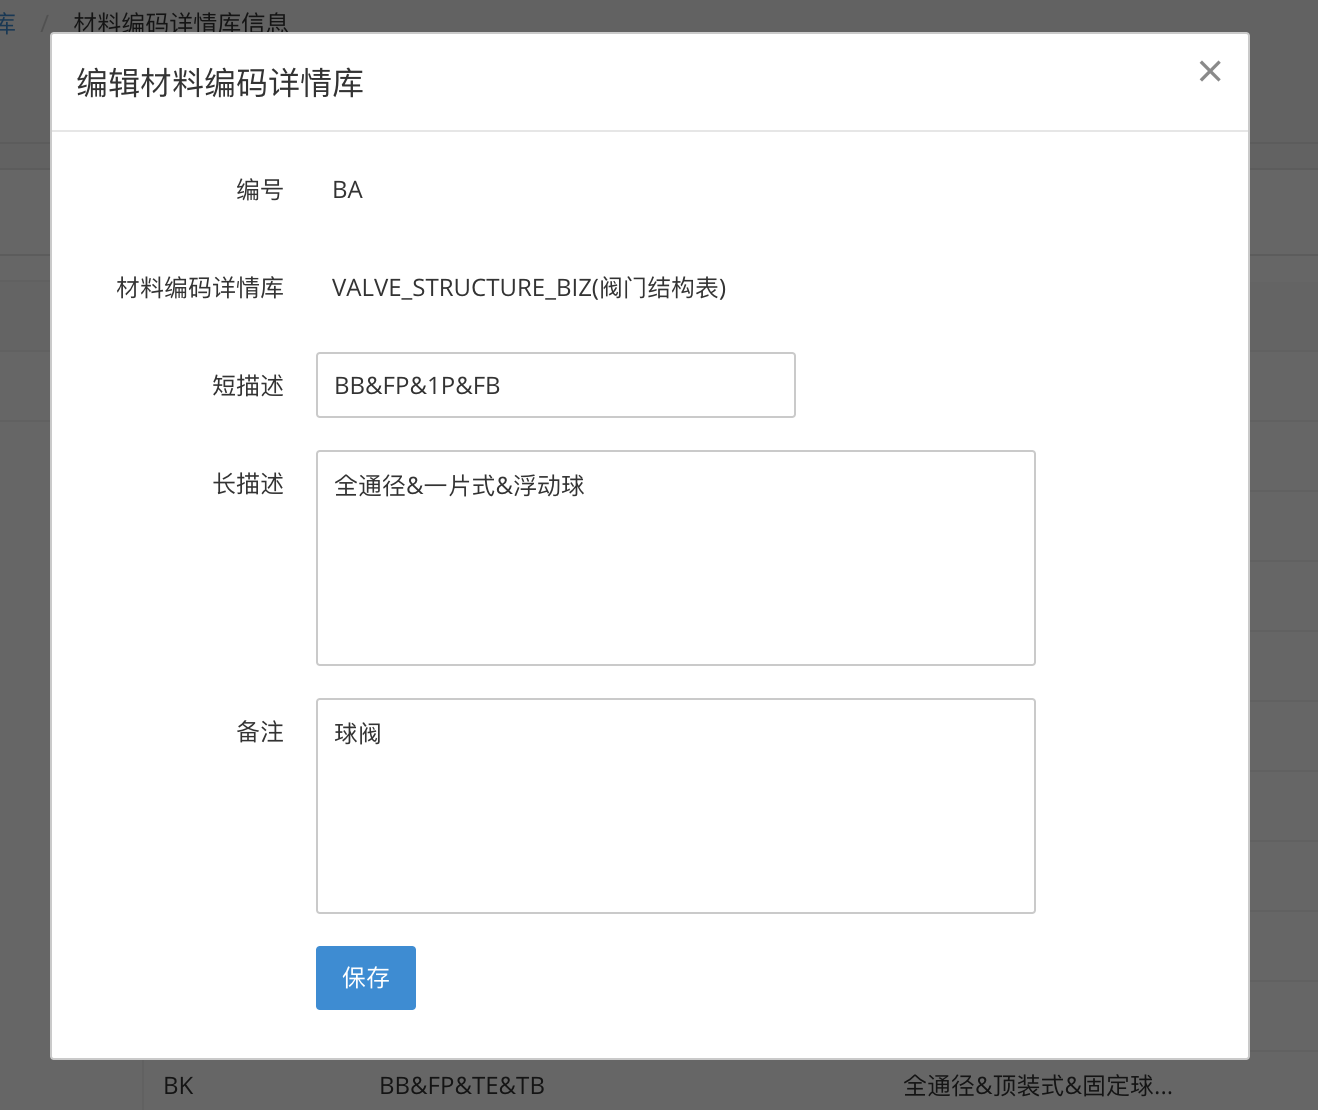 库 / 材料编码详情库信息
编辑材料编码详情库
编号 BA
材料编码详情库 VALVE_STRUCTURE_BIZ(阀门结构表)
短描述 BB&FP&1P&FB
长描述 全通径&一片式&浮动球
备注 球阀
保存
BK BB&FP&TE&TB 全通径&顶装式&固定球...